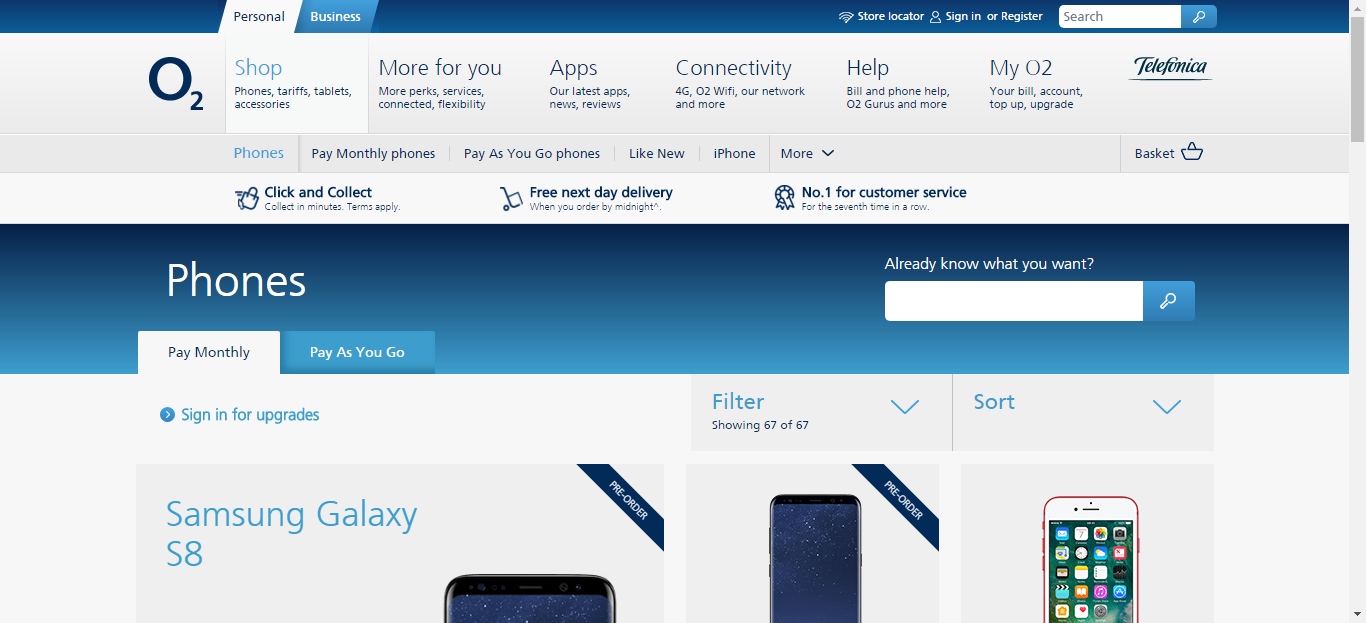 Personal
Business
Store locator
Sign in or Register
Search
O2
Shop
Phones, tariffs, tablets,
accessories
More for you
More perks, services,
connected, flexibility
Apps
Our latest apps,
news, reviews
Connectivity
4G, O2 Wifi, our network
and more
Help
Bill and phone help,
O2 Gurus and more
My O2
Your bill, account,
top up, upgrade
Telefónica
Phones
Pay Monthly phones
Pay As You Go phones
Like New
iPhone
More
Basket
Click and Collect
Collect in minutes. Terms apply.
Free next day delivery
When you order by midnight^.
No.1 for customer service
For the seventh time in a row.
Phones
Already know what you want?
Pay Monthly
Pay As You Go
Sign in for upgrades
Filter
Showing 67 of 67
Sort
Samsung Galaxy
S8
PRE-ORDER
PRE-ORDER